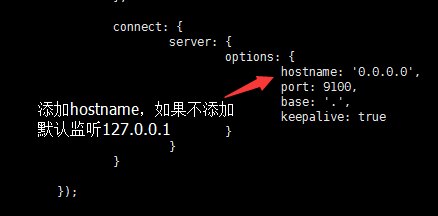 connect: {
server: {
options: {
hostname: '0.0.0.0',
port: 9100,
base: '.',
keepalive: true
添加hostname，如果不添加
默认监听127.0.0.1
}
}
}
});